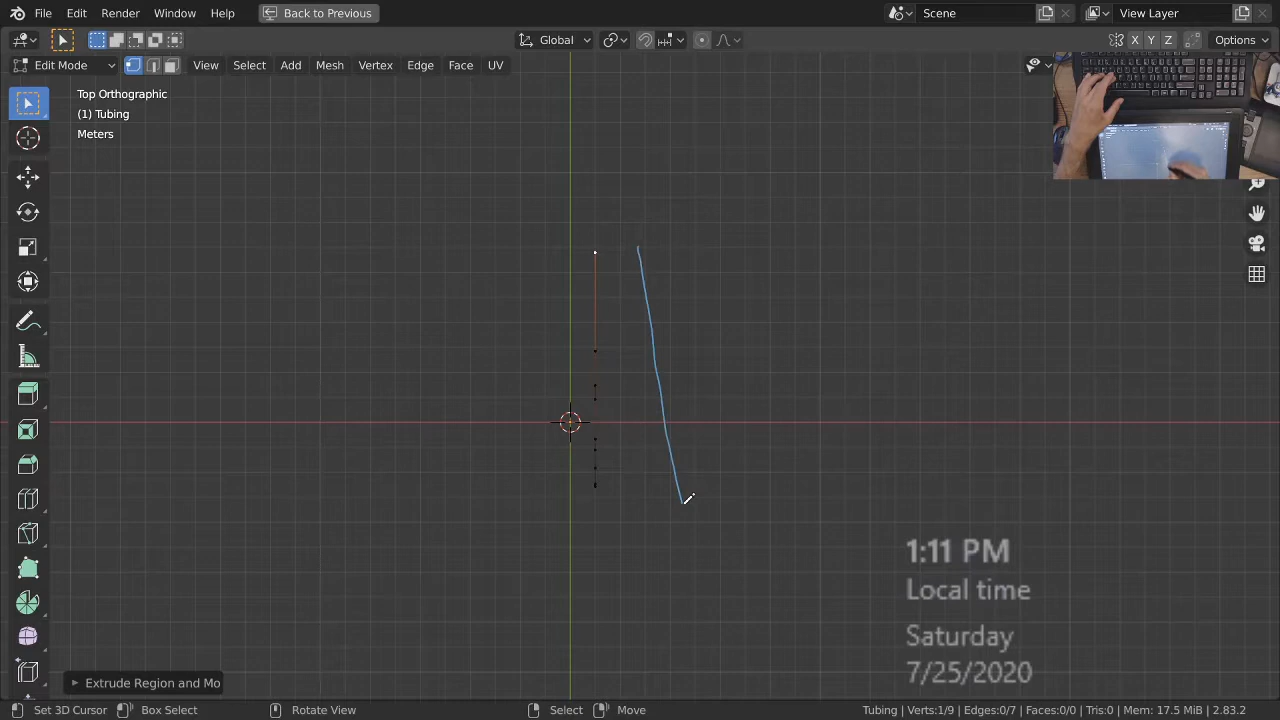 File Edit Render Window Help Back to Previous Scene View Layer
Global X Y Z Options
Edit Mode View Select Add Mesh Vertex Edge Face UV
Top Orthographic
(1) Tubing
Meters
1:11 PM
Local time
Saturday
7/25/2020
Extrude Region and Mo
Set 3D Cursor Box Select Rotate View Select Move Tubing | Verts:1/9 | Edges:0/7 | Faces:0/0 | Tris:0 | Mem: 17.5 MiB | 2.83.2